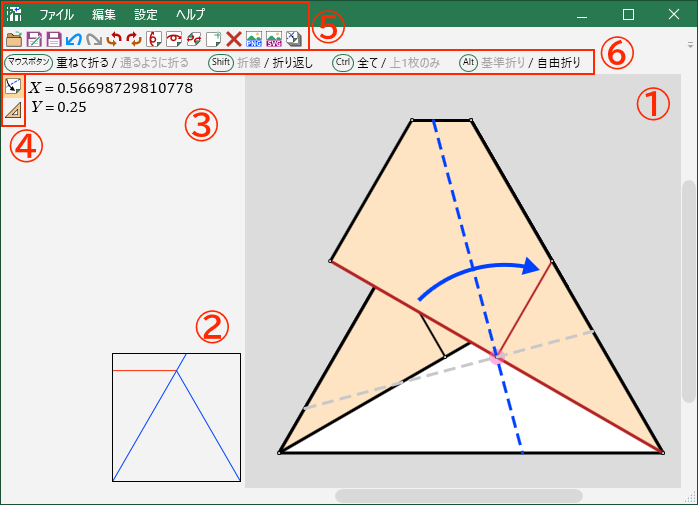 ファイル 編集 設定 ヘルプ
⑤
PNG SVG
マウスボタン 重ねて折る / 通るように折る Shift 折線 / 折り返し Ctrl 全て / 上1枚のみ Alt 基準折り / 自由折り
⑥
X = 0.56698729810778
Y = 0.25
①
③
④
②